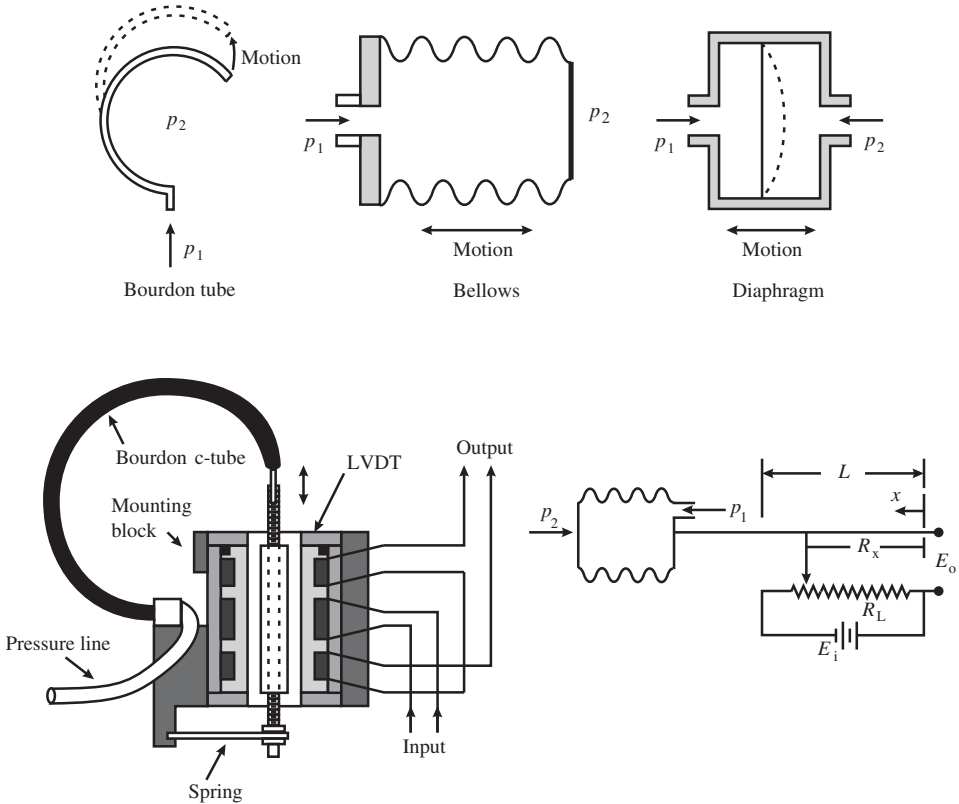 Motion
p2
p1
Bourdon tube
p1
p2
Motion
Bellows
p1
p2
Motion
Diaphragm
Bourdon c-tube
LVDT
Output
Mounting
block
Pressure line
Spring
Input
L
x
p2
p1
Rx
Eo
RL
Ei